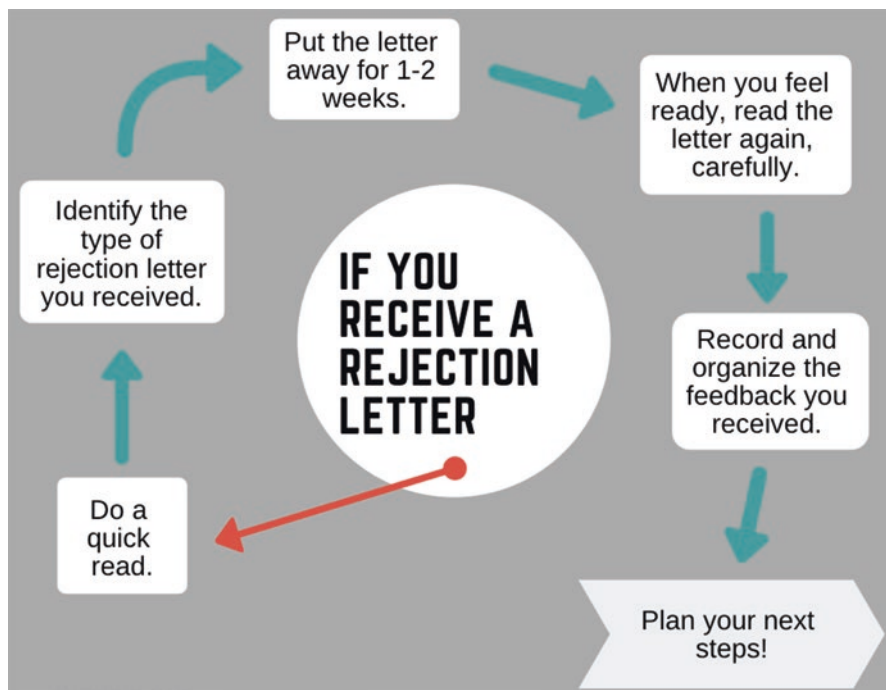 IF YOU
RECEIVE A
REJECTION
LETTER
Do a
quick
read.
Identify the
type of
rejection letter
you received.
Put the letter
away for 1-2
weeks.
When you feel
ready, read the
letter again,
carefully.
Record and
organize the
feedback you
received.
Plan your next
steps!